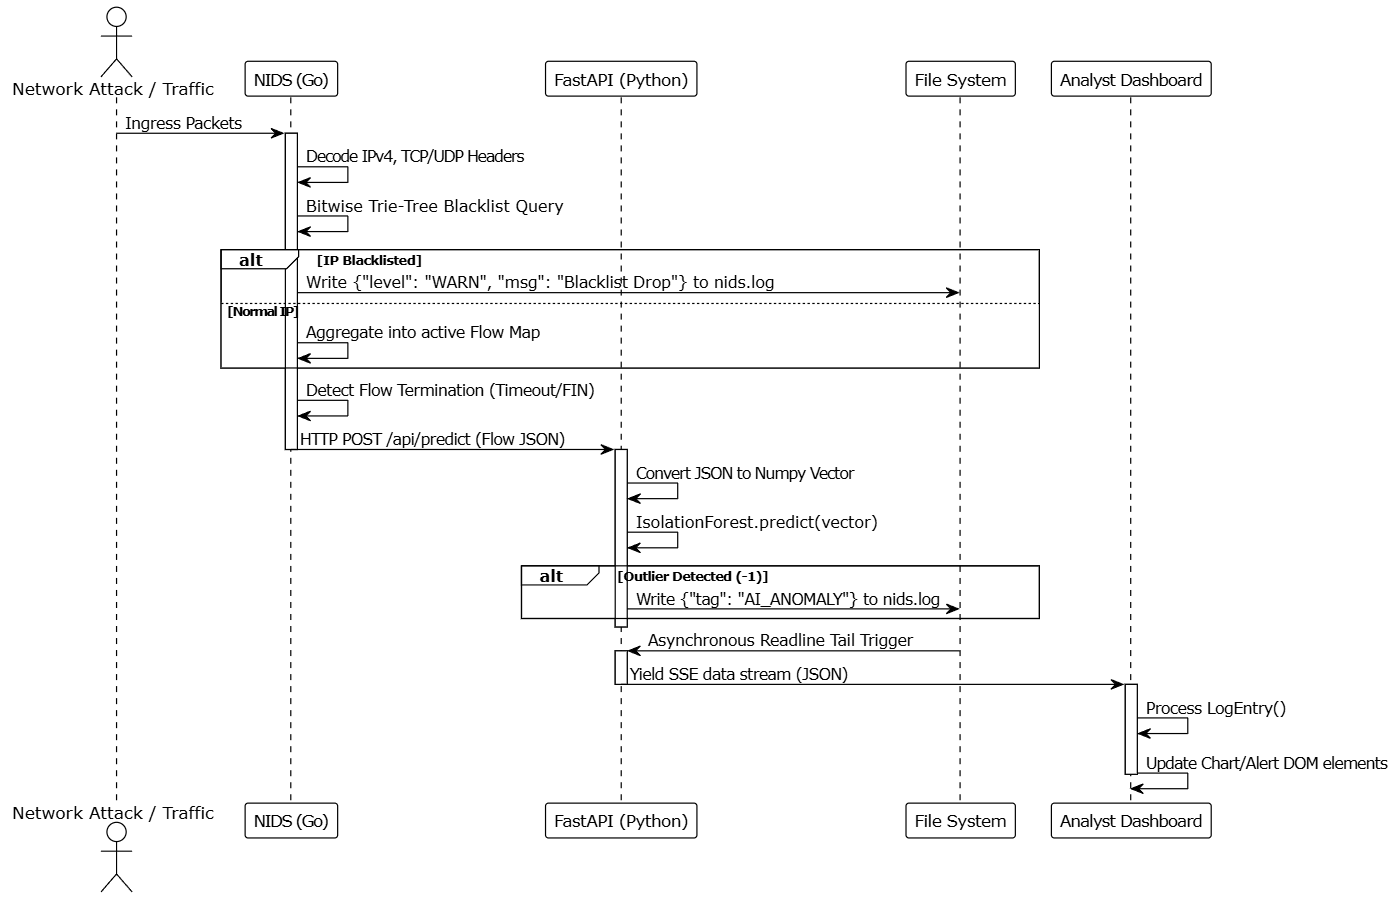 Network Attack / Traffic
NIDS (Go)
FastAPI (Python)
File System
Analyst Dashboard
Ingress Packets
Decode IPv4, TCP/UDP Headers
Bitwise Trie-Tree Blacklist Query
alt
[IP Blacklisted]
Write {"level": "WARN", "msg": "Blacklist Drop"} to nids.log
[Normal IP]
Aggregate into active Flow Map
Detect Flow Termination (Timeout/FIN)
HTTP POST /api/predict (Flow JSON)
Convert JSON to Numpy Vector
IsolationForest.predict(vector)
alt
[Outlier Detected (-1)]
Write {"tag": "AI_ANOMALY"} to nids.log
Asynchronous Readline Tail Trigger
Yield SSE data stream (JSON)
Process LogEntry()
Update Chart/Alert DOM elements
Network Attack / Traffic
NIDS (Go)
FastAPI (Python)
File System
Analyst Dashboard